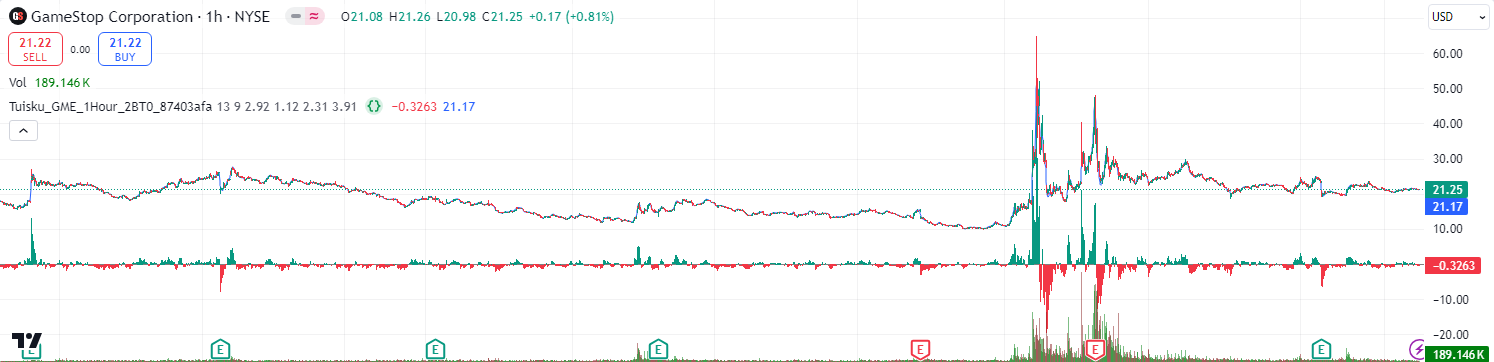 GS GameStop Corporation · 1h · NYSE O21.08 H21.26 L20.98 C21.25 +0.17 (+0.81%)
USD
21.22 0.00 21.22
SELL BUY
60.00
Vol 189.146 K
50.00
Tuisku_GME_1Hour_2BT0_87403afa 13 9 2.92 1.12 2.31 3.91 {} −0.3263 21.17
40.00
30.00
21.25
21.17
10.00
−0.3263
−10.00
−20.00
E E E E E E E
189.146 K